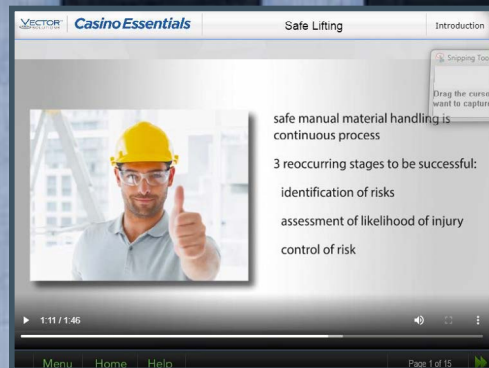 VECTOR Casino Essentials
Safe Lifting
Introduction
Snipping Too
Drag the curso
want to capture
safe manual material handling is
continuous process
3 reoccurring stages to be successful:
identification of risks
assessment of likelihood of injury
control of risk
1:11 / 1:46
Menu Home Help
Page 1 of 15